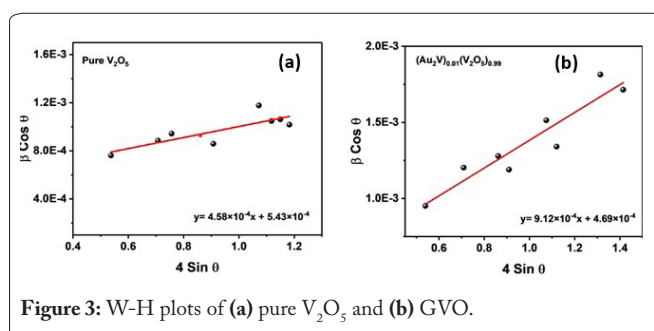 1.6E-3
1.2E-3
8.0E-4
4.0E-4
β Cos θ
Pure V₂O₅
(a)
y= 4.58×10⁻⁴x + 5.43×10⁻⁴
0.4 0.6 0.8 1.0 1.2
4 Sin θ
2.0E-3
1.5E-3
1.0E-3
β Cos θ
(Au₂V)₀.₀₁(V₂O₅)₀.₉₉
(b)
y= 9.12×10⁻⁴x + 4.69×10⁻⁴
0.4 0.6 0.8 1.0 1.2 1.4
4 Sin θ
Figure 3: W-H plots of (a) pure V₂O₅ and (b) GVO.